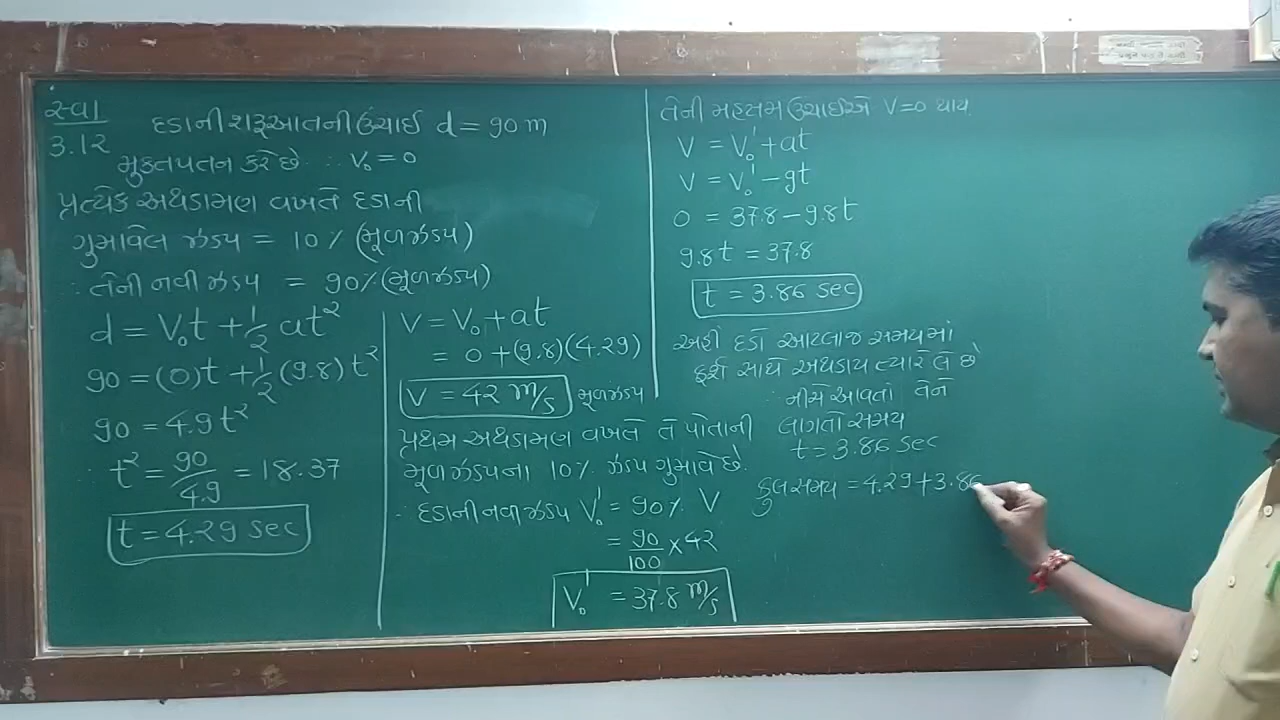 સ્વા
3.12
દડાની શરૂઆતની ઉંચાઈ d = 90 m
મુક્તપતન કરે છે ∴ V₀ = 0
પ્રત્યેક અથડામણ વખતે દડાની
ગુમાવેલ ઝડપ = 10 % (મૂળઝડપ)
∴ તેની નવી ઝડપ = 90 % (મૂળઝડપ)
d = V₀t + 1/2 at²
90 = (0)t + 1/2 (9.8) t²
90 = 4.9 t²
∴ t² = 90/4.9 = 18.37
t = 4.29 sec
V = V₀ + at
= 0 + (9.8)(4.29)
V = 42 m/s મૂળઝડપ
પ્રથમ અથડામણ વખતે તે પોતાની
મૂળઝડપના 10 % ઝડપ ગુમાવે છે.
∴ દડાની નવી ઝડપ V₀' = 90 % V
= 90/100 × 42
V₀' = 37.8 m/s
તેની મહત્તમ ઉંચાઈએ V = 0 થાય
V = V₀' + at
V = V₀' − gt
0 = 37.8 − 9.8t
9.8t = 37.8
t = 3.86 sec
અહીં દડો આટલાજ સમયમાં
ફર્શ સાથે અથડાય ત્યારે લે છે
∴ નીચે આવતાં તેને
લાગતો સમય
t = 3.86 sec
કુલ સમય = 4.29 + 3.86